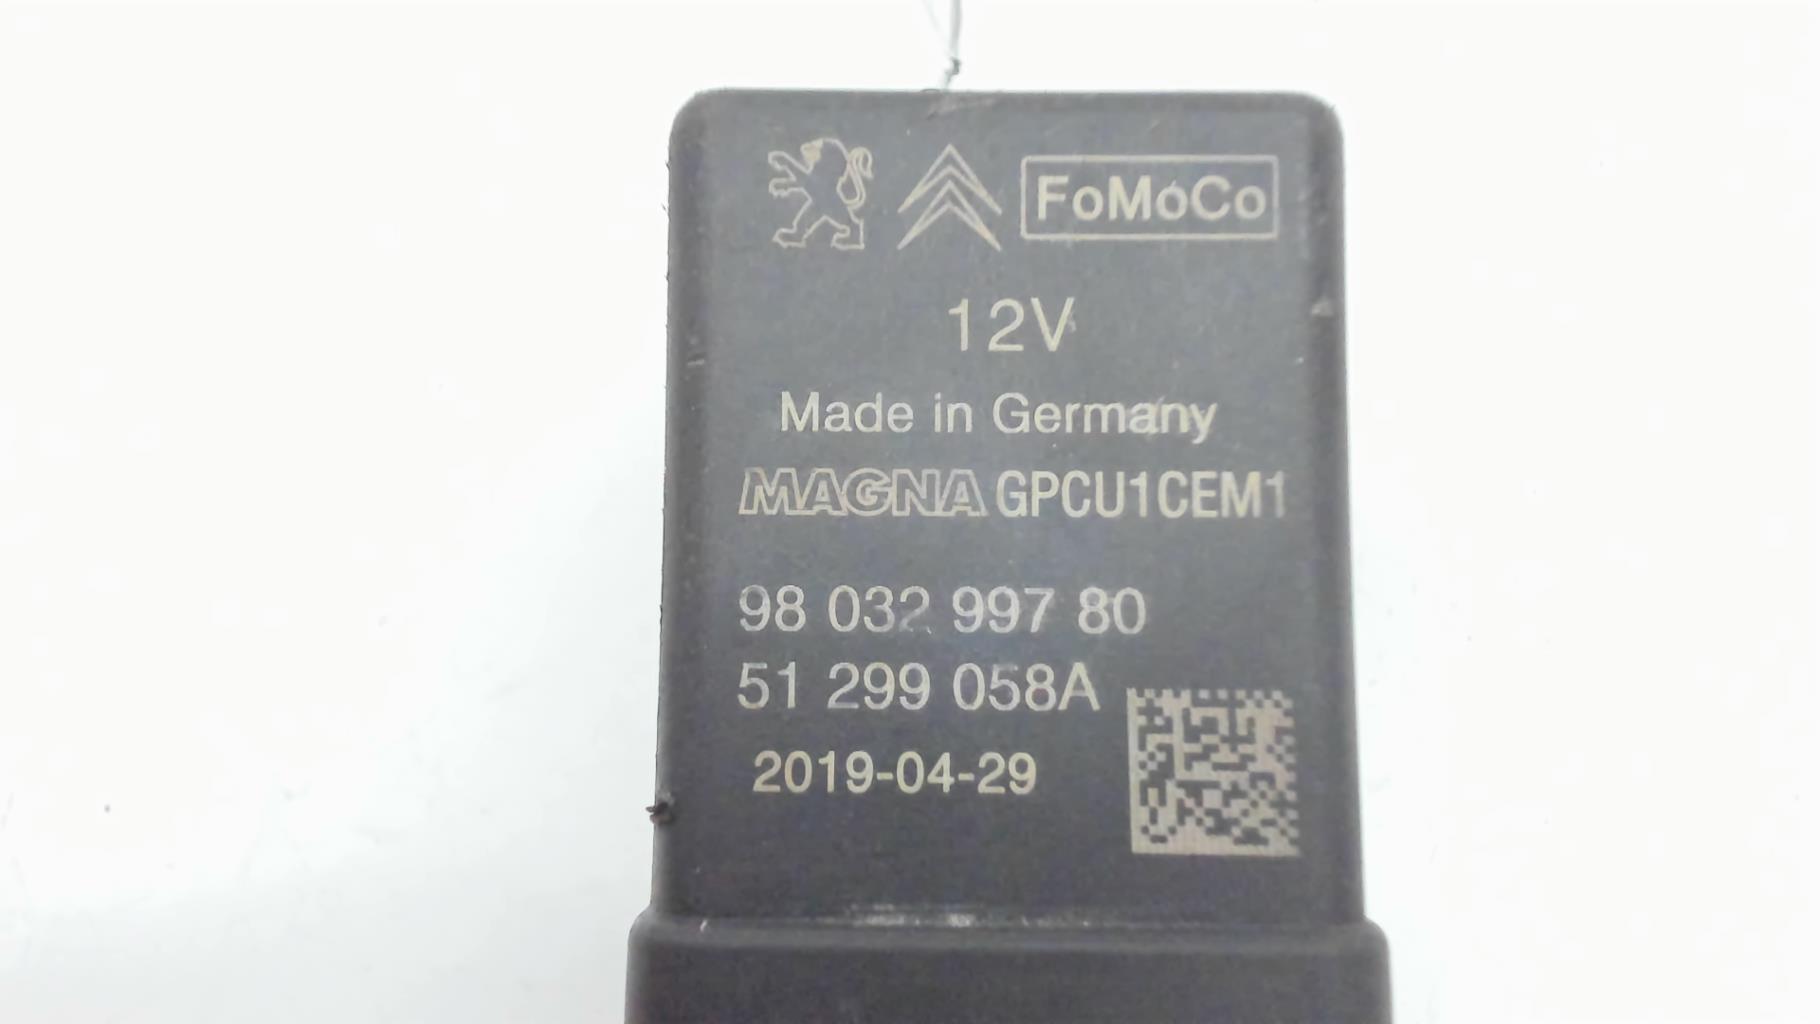 FoMoCo
12V
Made in Germany
MAGNA GPCU1CEM1
98 032 997 80
51 299 058A
2019-04-29